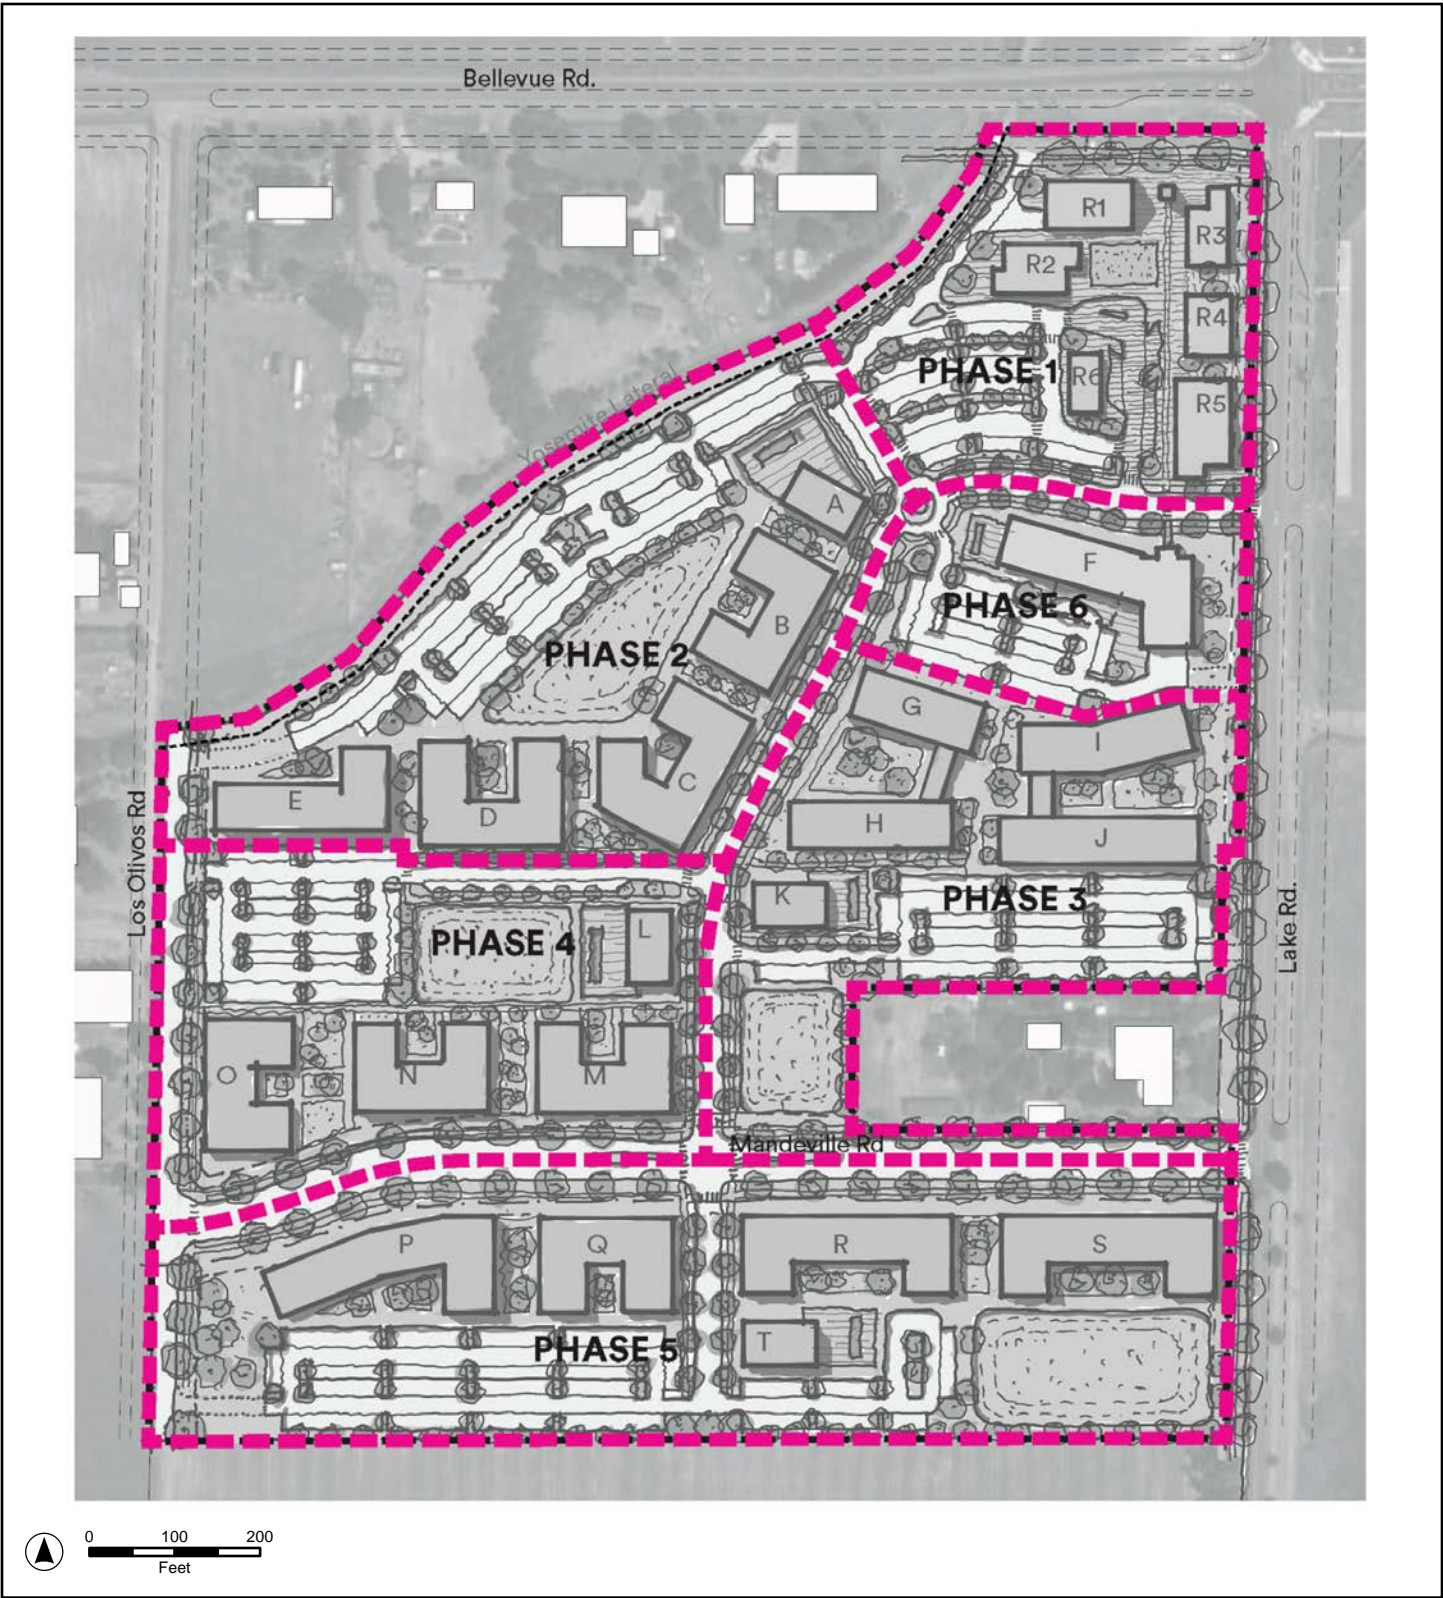 Bellevue Rd.
R1
R3
R2
R4
PHASE 1
R6
R5
Yosemite Lateral
A
F
PHASE 6
B
PHASE 2
G
I
C
E
D
H
J
Los Olivos Rd
K
PHASE 3
L
PHASE 4
Lake Rd.
O
N
M
Mandeville Rd
P
Q
R
S
T
PHASE 5
0 100 200
Feet